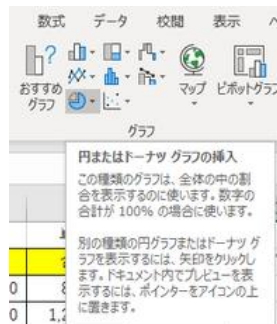 数式 データ 校閲 表示
おすすめ
グラフ
マップ ピボットグラフ
グラフ
円またはドーナツ グラフの挿入
この種類のグラフは、全体の中の割
合を表示するのに使います。数字の
合計が 100% の場合に使います。
別の種類の円グラフまたはドーナツ グ
ラフを表示するには、矢印をクリックし
ます。ドキュメント内でプレビューを表
示するには、ポインターをアイコンの上
に置きます。
0
0 1,2